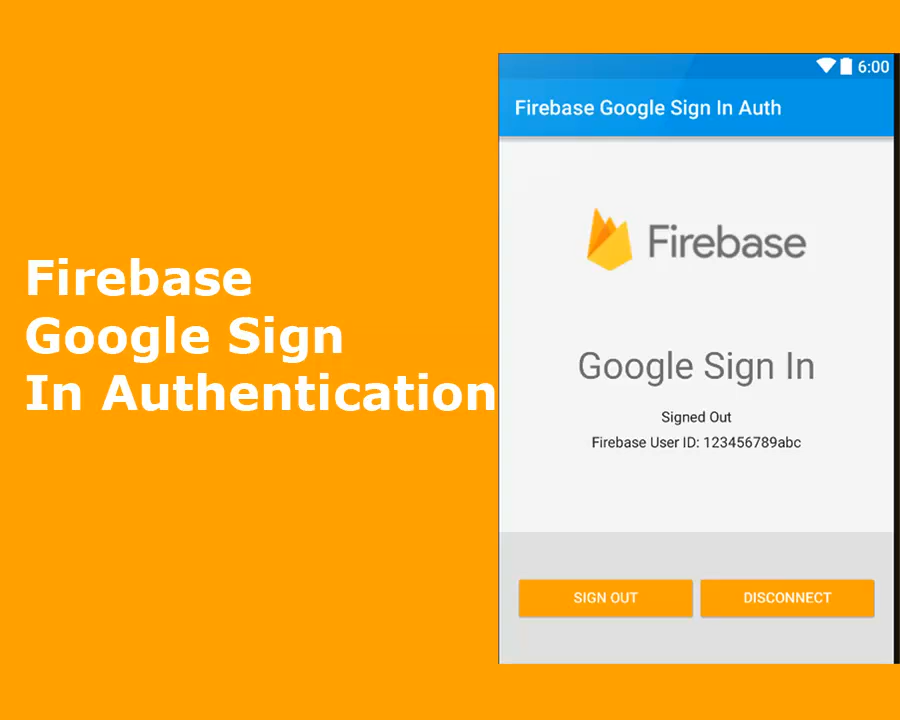 Firebase
Google Sign
In Authentication
6:00
Firebase Google Sign In Auth
Firebase
Google Sign In
Signed Out
Firebase User ID: 123456789abc
SIGN OUT
DISCONNECT